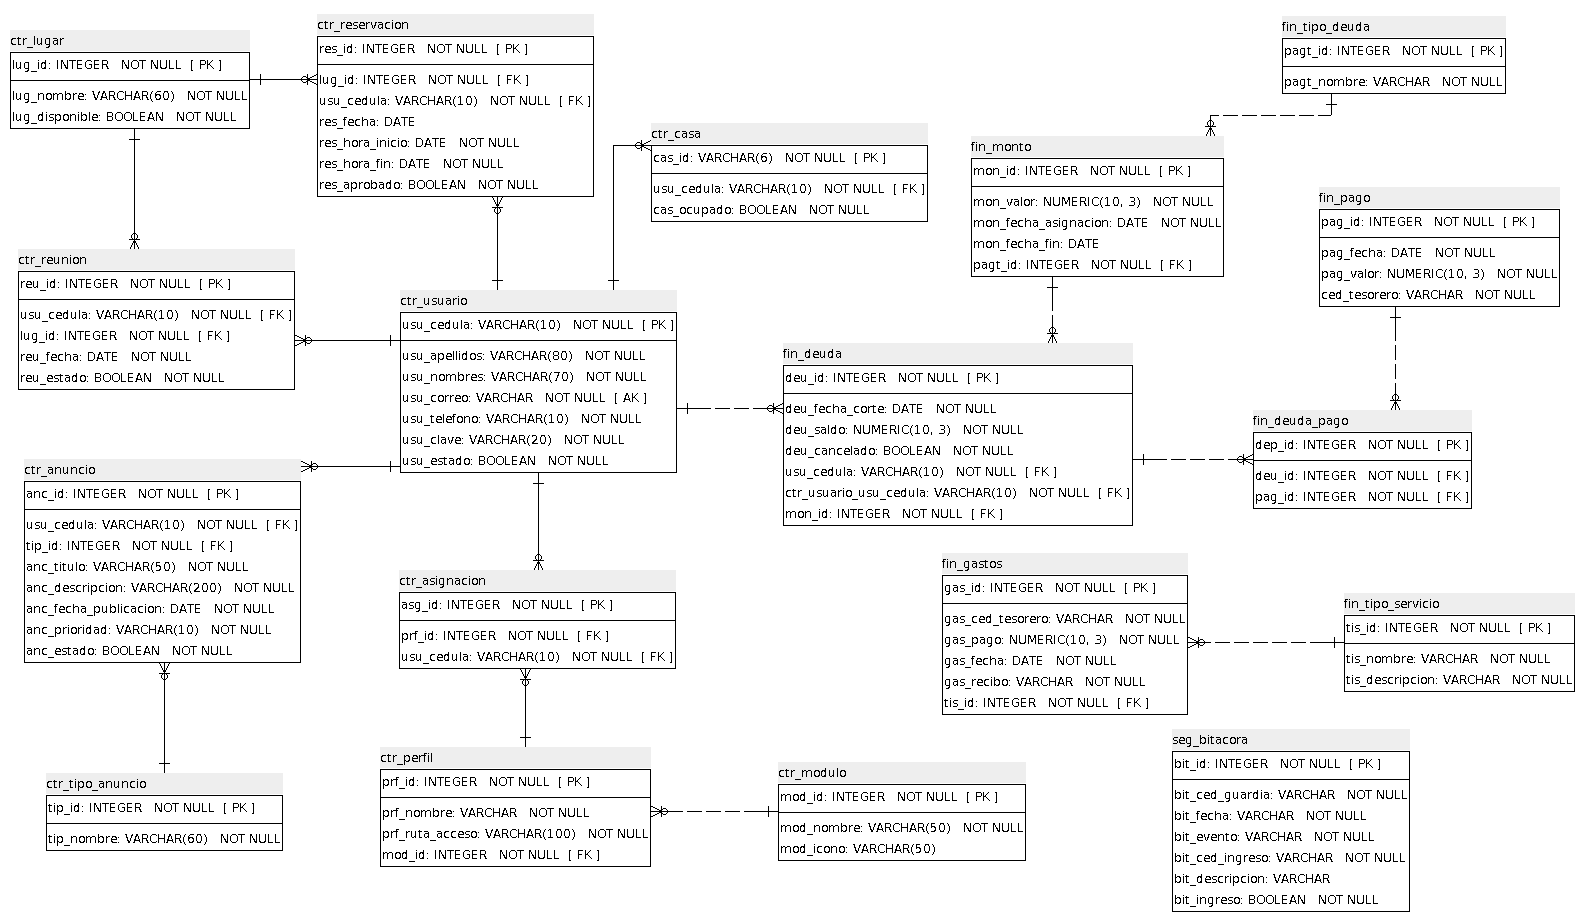 ctr_lugar
lug_id: INTEGER NOT NULL [ PK ]
lug_nombre: VARCHAR(60) NOT NULL
lug_disponible: BOOLEAN NOT NULL
ctr_reservacion
res_id: INTEGER NOT NULL [ PK ]
lug_id: INTEGER NOT NULL [ FK ]
usu_cedula: VARCHAR(10) NOT NULL [ FK ]
res_fecha: DATE
res_hora_inicio: DATE NOT NULL
res_hora_fin: DATE NOT NULL
res_aprobado: BOOLEAN NOT NULL
ctr_casa
cas_id: VARCHAR(6) NOT NULL [ PK ]
usu_cedula: VARCHAR(10) NOT NULL [ FK ]
cas_ocupado: BOOLEAN NOT NULL
fin_tipo_deuda
pagt_id: INTEGER NOT NULL [ PK ]
pagt_nombre: VARCHAR NOT NULL
fin_monto
mon_id: INTEGER NOT NULL [ PK ]
mon_valor: NUMERIC(10, 3) NOT NULL
mon_fecha_asignacion: DATE NOT NULL
mon_fecha_fin: DATE
pagt_id: INTEGER NOT NULL [ FK ]
fin_pago
pag_id: INTEGER NOT NULL [ PK ]
pag_fecha: DATE NOT NULL
pag_valor: NUMERIC(10, 3) NOT NULL
ced_tesorero: VARCHAR NOT NULL
ctr_reunion
reu_id: INTEGER NOT NULL [ PK ]
usu_cedula: VARCHAR(10) NOT NULL [ FK ]
lug_id: INTEGER NOT NULL [ FK ]
reu_fecha: DATE NOT NULL
reu_estado: BOOLEAN NOT NULL
ctr_usuario
usu_cedula: VARCHAR(10) NOT NULL [ PK ]
usu_apellidos: VARCHAR(80) NOT NULL
usu_nombres: VARCHAR(70) NOT NULL
usu_correo: VARCHAR NOT NULL [ AK ]
usu_telefono: VARCHAR(10) NOT NULL
usu_clave: VARCHAR(20) NOT NULL
usu_estado: BOOLEAN NOT NULL
fin_deuda
deu_id: INTEGER NOT NULL [ PK ]
deu_fecha_corte: DATE NOT NULL
deu_saldo: NUMERIC(10, 3) NOT NULL
deu_cancelado: BOOLEAN NOT NULL
usu_cedula: VARCHAR(10) NOT NULL [ FK ]
ctr_usuario_usu_cedula: VARCHAR(10) NOT NULL [ FK ]
mon_id: INTEGER NOT NULL [ FK ]
fin_deuda_pago
dep_id: INTEGER NOT NULL [ PK ]
deu_id: INTEGER NOT NULL [ FK ]
pag_id: INTEGER NOT NULL [ FK ]
ctr_anuncio
anc_id: INTEGER NOT NULL [ PK ]
usu_cedula: VARCHAR(10) NOT NULL [ FK ]
tip_id: INTEGER NOT NULL [ FK ]
anc_titulo: VARCHAR(50) NOT NULL
anc_descripcion: VARCHAR(200) NOT NULL
anc_fecha_publicacion: DATE NOT NULL
anc_prioridad: VARCHAR(10) NOT NULL
anc_estado: BOOLEAN NOT NULL
ctr_asignacion
asg_id: INTEGER NOT NULL [ PK ]
prf_id: INTEGER NOT NULL [ FK ]
usu_cedula: VARCHAR(10) NOT NULL [ FK ]
fin_gastos
gas_id: INTEGER NOT NULL [ PK ]
gas_ced_tesorero: VARCHAR NOT NULL
gas_pago: NUMERIC(10, 3) NOT NULL
gas_fecha: DATE NOT NULL
gas_recibo: VARCHAR NOT NULL
tis_id: INTEGER NOT NULL [ FK ]
fin_tipo_servicio
tis_id: INTEGER NOT NULL [ PK ]
tis_nombre: VARCHAR NOT NULL
tis_descripcion: VARCHAR NOT NULL
ctr_tipo_anuncio
tip_id: INTEGER NOT NULL [ PK ]
tip_nombre: VARCHAR(60) NOT NULL
ctr_perfil
prf_id: INTEGER NOT NULL [ PK ]
prf_nombre: VARCHAR NOT NULL
prf_ruta_acceso: VARCHAR(100) NOT NULL
mod_id: INTEGER NOT NULL [ FK ]
ctr_modulo
mod_id: INTEGER NOT NULL [ PK ]
mod_nombre: VARCHAR(50) NOT NULL
mod_icono: VARCHAR(50)
seg_bitacora
bit_id: INTEGER NOT NULL [ PK ]
bit_ced_guardia: VARCHAR NOT NULL
bit_fecha: VARCHAR NOT NULL
bit_evento: VARCHAR NOT NULL
bit_ced_ingreso: VARCHAR NOT NULL
bit_descripcion: VARCHAR
bit_ingreso: BOOLEAN NOT NULL